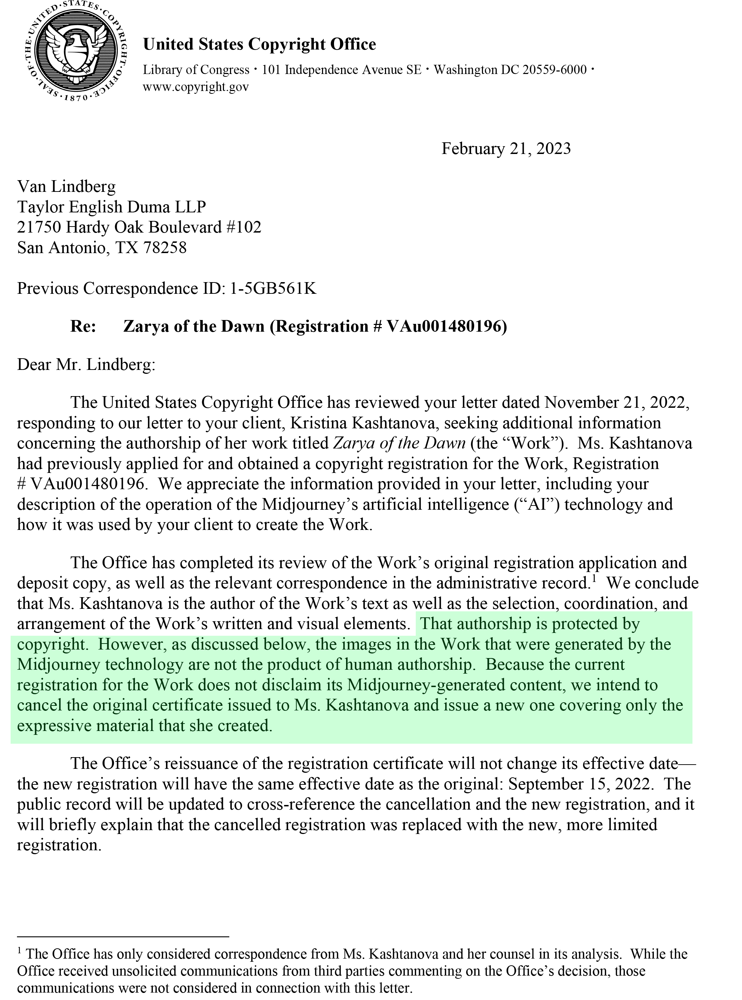 SEAL·OF·THE·UNITED·STATES·COPYRIGHT·OFFICE·1870·
United States Copyright Office
Library of Congress · 101 Independence Avenue SE · Washington DC 20559-6000 ·
www.copyright.gov
February 21, 2023
Van Lindberg
Taylor English Duma LLP
21750 Hardy Oak Boulevard #102
San Antonio, TX 78258
Previous Correspondence ID: 1-5GB561K
Re: Zarya of the Dawn (Registration # VAu001480196)
Dear Mr. Lindberg:
The United States Copyright Office has reviewed your letter dated November 21, 2022,
responding to our letter to your client, Kristina Kashtanova, seeking additional information
concerning the authorship of her work titled Zarya of the Dawn (the “Work”). Ms. Kashtanova
had previously applied for and obtained a copyright registration for the Work, Registration
# VAu001480196. We appreciate the information provided in your letter, including your
description of the operation of the Midjourney’s artificial intelligence (“AI”) technology and
how it was used by your client to create the Work.
The Office has completed its review of the Work’s original registration application and
deposit copy, as well as the relevant correspondence in the administrative record.1 We conclude
that Ms. Kashtanova is the author of the Work’s text as well as the selection, coordination, and
arrangement of the Work’s written and visual elements. That authorship is protected by
copyright. However, as discussed below, the images in the Work that were generated by the
Midjourney technology are not the product of human authorship. Because the current
registration for the Work does not disclaim its Midjourney-generated content, we intend to
cancel the original certificate issued to Ms. Kashtanova and issue a new one covering only the
expressive material that she created.
The Office’s reissuance of the registration certificate will not change its effective date—
the new registration will have the same effective date as the original: September 15, 2022. The
public record will be updated to cross-reference the cancellation and the new registration, and it
will briefly explain that the cancelled registration was replaced with the new, more limited
registration.
1 The Office has only considered correspondence from Ms. Kashtanova and her counsel in its analysis. While the
Office received unsolicited communications from third parties commenting on the Office’s decision, those
communications were not considered in connection with this letter.